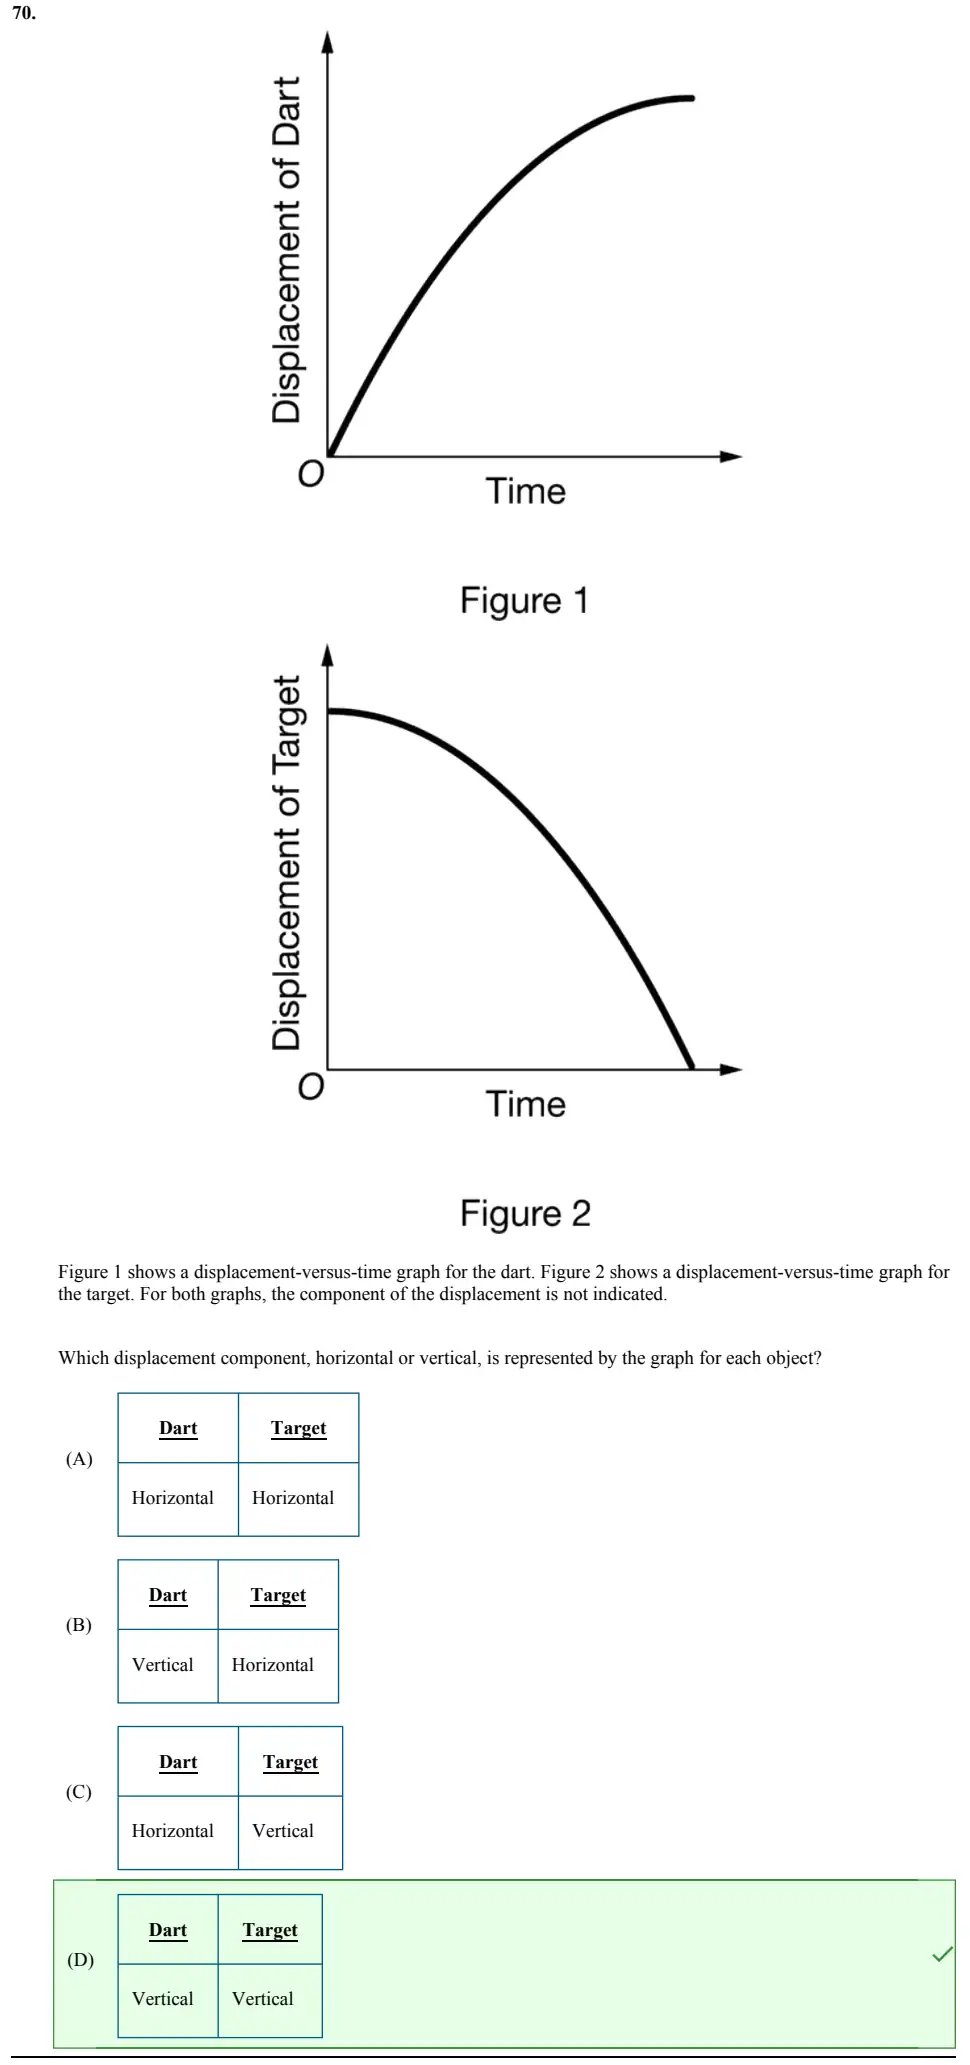 70.
Displacement of Dart
O
Time
Figure 1
Displacement of Target
O
Time
Figure 2
Figure 1 shows a displacement-versus-time graph for the dart. Figure 2 shows a displacement-versus-time graph for
the target. For both graphs, the component of the displacement is not indicated.
Which displacement component, horizontal or vertical, is represented by the graph for each object?
(A)
Dart Target
Horizontal Horizontal
(B)
Dart Target
Vertical Horizontal
(C)
Dart Target
Horizontal Vertical
(D)
Dart Target
Vertical Vertical